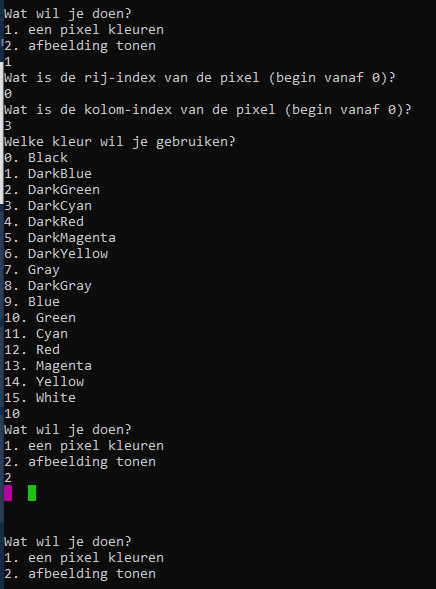 Wat wil je doen?
1. een pixel kleuren
2. afbeelding tonen
1
Wat is de rij-index van de pixel (begin vanaf 0)?
0
Wat is de kolom-index van de pixel (begin vanaf 0)?
3
Welke kleur wil je gebruiken?
0. Black
1. DarkBlue
2. DarkGreen
3. DarkCyan
4. DarkRed
5. DarkMagenta
6. DarkYellow
7. Gray
8. DarkGray
9. Blue
10. Green
11. Cyan
12. Red
13. Magenta
14. Yellow
15. White
10
Wat wil je doen?
1. een pixel kleuren
2. afbeelding tonen
2
Wat wil je doen?
1. een pixel kleuren
2. afbeelding tonen